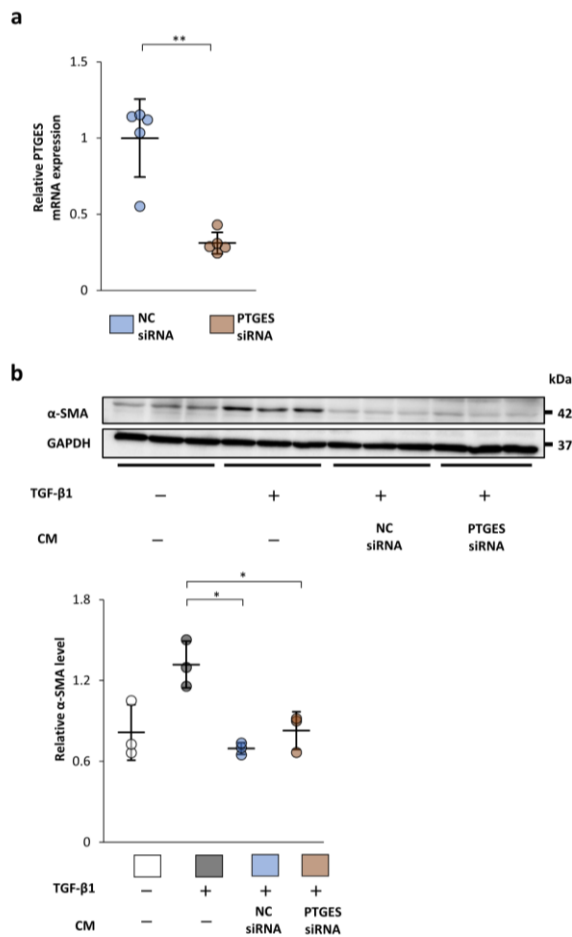 a
**
1.5
1
0.5
0
Relative PTGES
mRNA expression
NC
siRNA
PTGES
siRNA
b
kDa
α-SMA
42
GAPDH
37
TGF-β1 – + + +
CM – – NC
siRNA PTGES
siRNA
*
*
1.8
1.2
0.6
0
Relative α-SMA level
TGF-β1 – + + +
CM – – NC
siRNA PTGES
siRNA